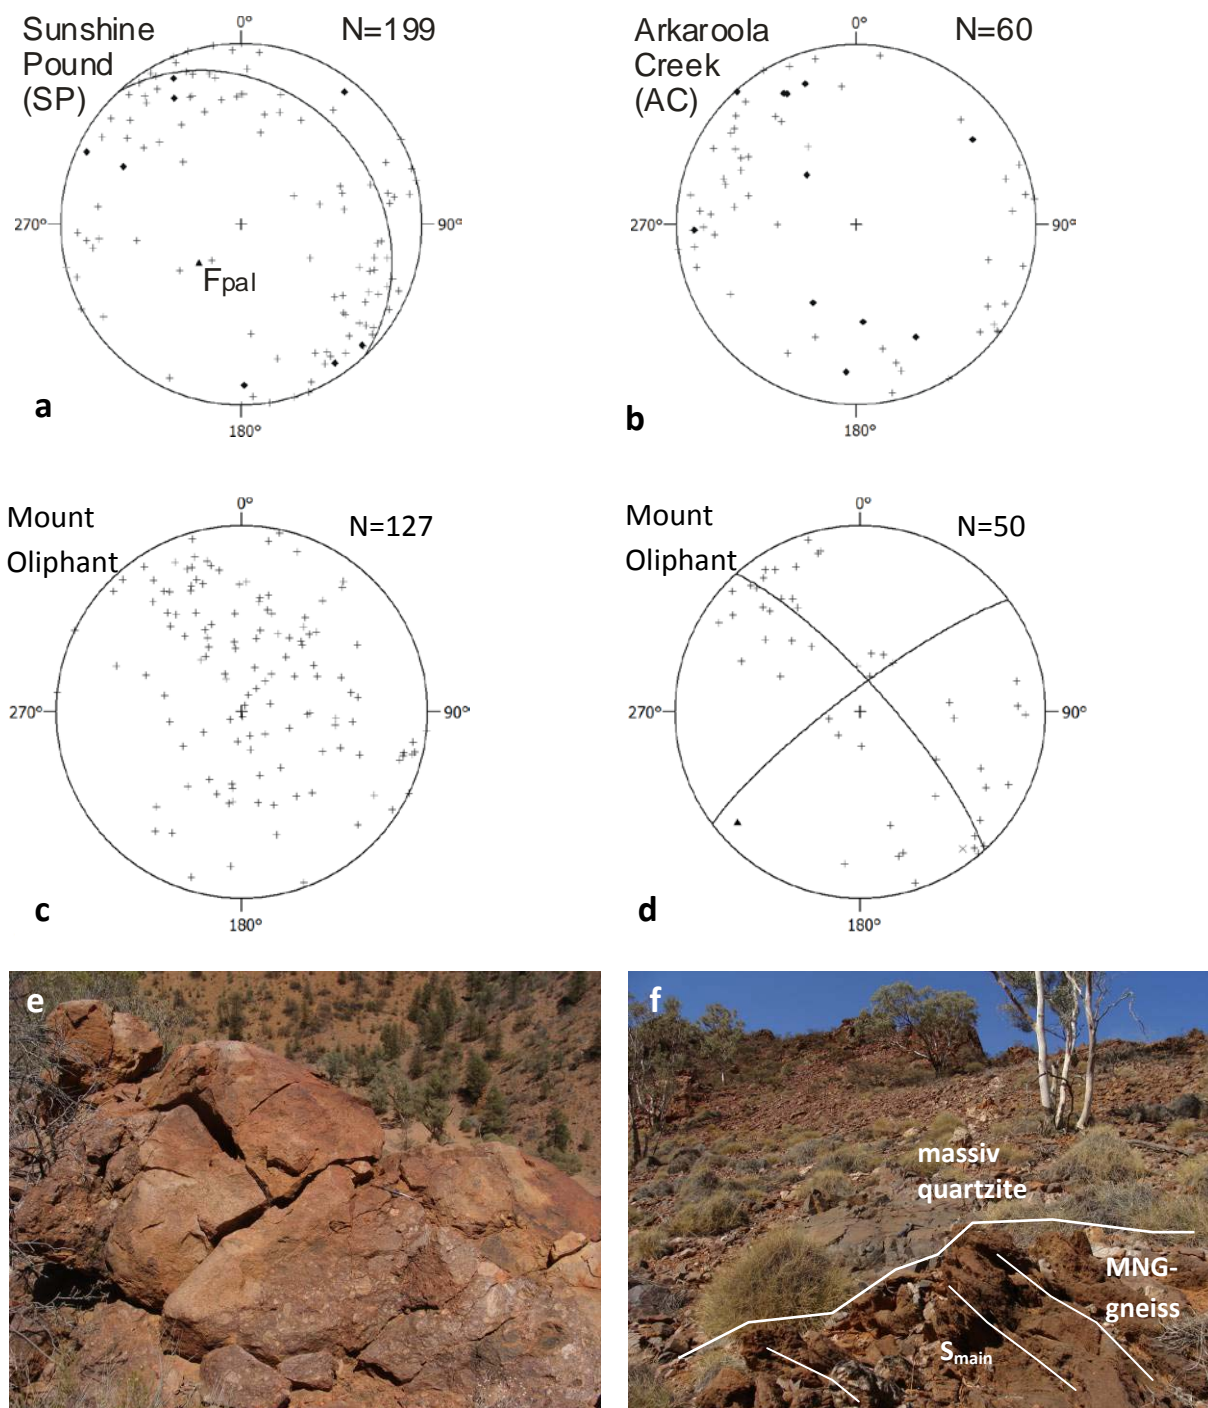 Sunshine
Pound
(SP)
0°
N=199
270°
90°
Fpal
180°
a
Arkaroola
Creek
(AC)
0°
N=60
270°
90°
180°
b
Mount
Oliphant
0°
N=127
270°
90°
180°
c
Mount
Oliphant
0°
N=50
270°
90°
180°
d
e
f
massiv
quartzite
MNG-
gneiss
Smain